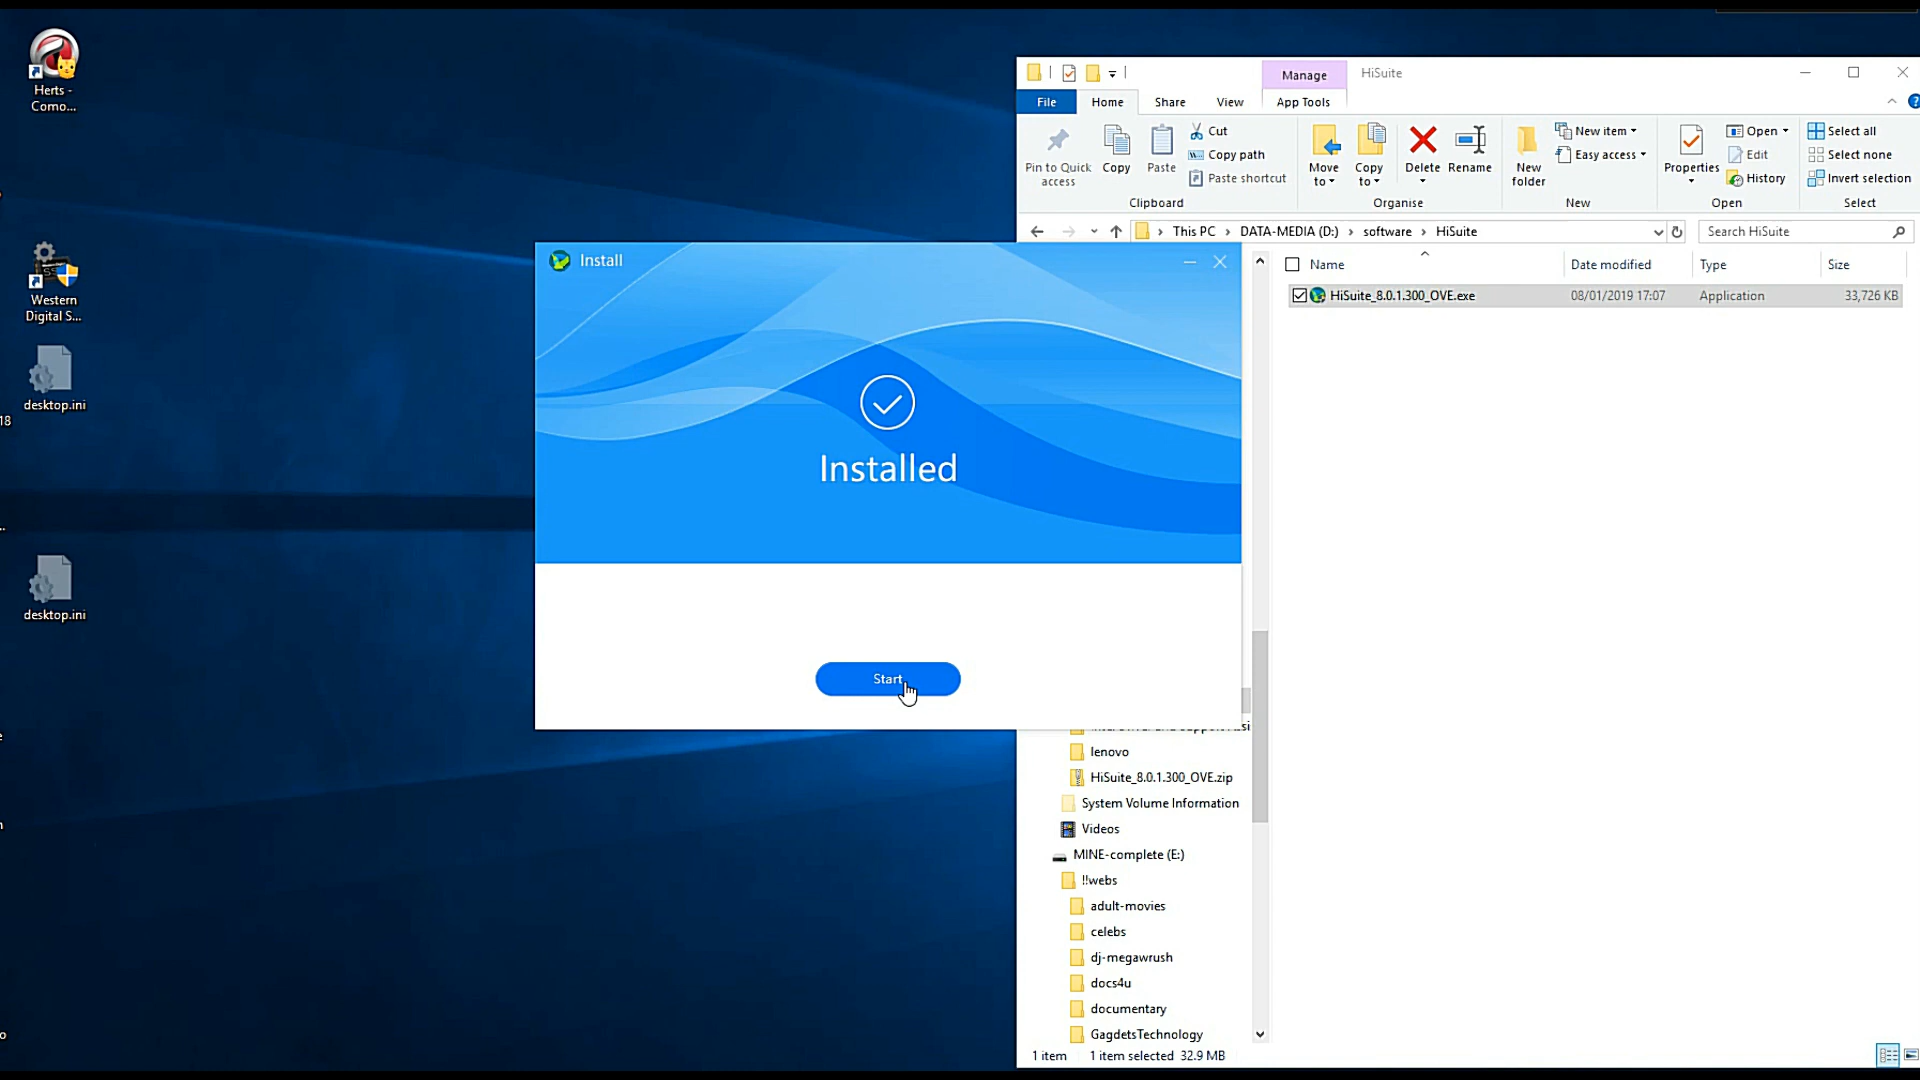 Herts -
Como...
Western
Digital S...
desktop.ini
18
desktop.ini
Manage
HiSuite
File
Home
Share
View
App Tools
Pin to Quick
access
Copy
Paste
Cut
Copy path
Paste shortcut
Move
to
Copy
to
Delete
Rename
New
folder
New item
Easy access
Properties
Open
Edit
History
Select all
Select none
Invert selection
Clipboard
Organise
New
Open
Select
This PC > DATA-MEDIA (D:) > software > HiSuite
Search HiSuite
Name
Date modified
Type
Size
HiSuite_8.0.1.300_OVE.exe
08/01/2019 17:07
Application
33,726 KB
Install
Installed
Start
lenovo
HiSuite_8.0.1.300_OVE.zip
System Volume Information
Videos
MINE-complete (E:)
!!webs
adult-movies
celebs
dj-megawrush
docs4u
documentary
GagdetsTechnology
1 item
1 item selected 32.9 MB